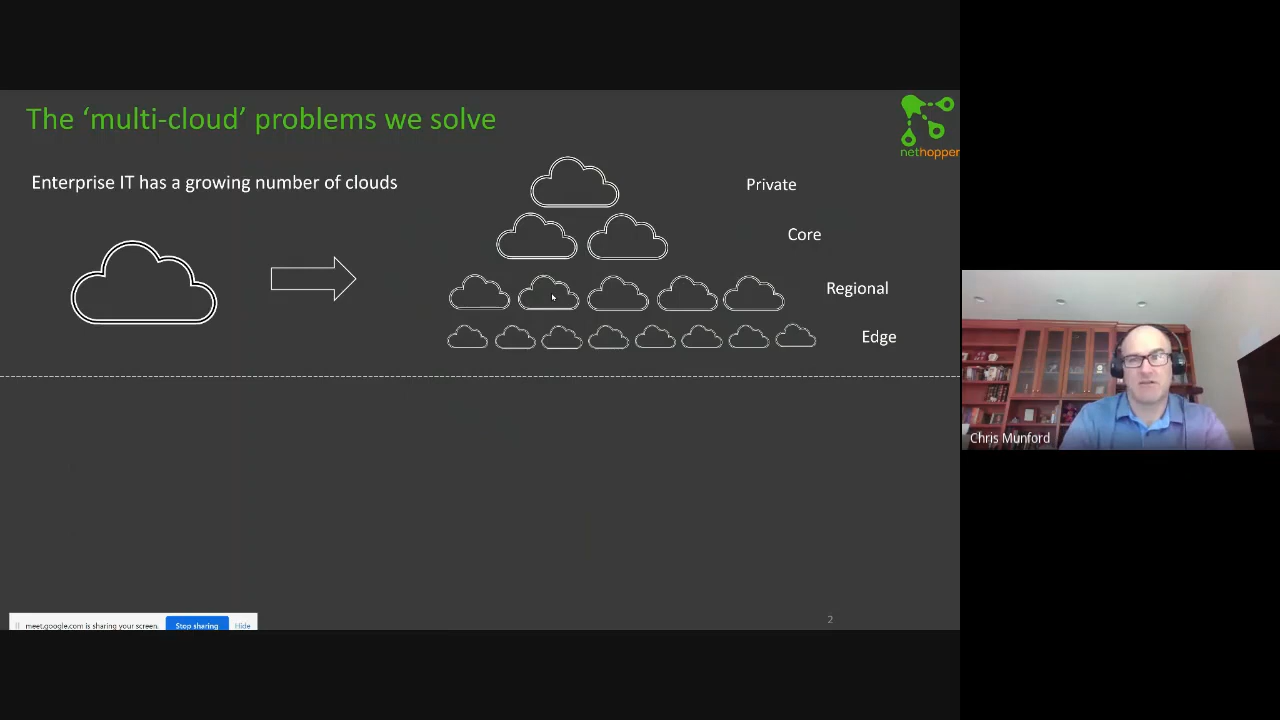 The ‘multi-cloud’ problems we solve
nethopper
Enterprise IT has a growing number of clouds
Private
Core
Regional
Edge
Chris Munford
2
meet.google.com is sharing your screen.
Stop sharing
Hide